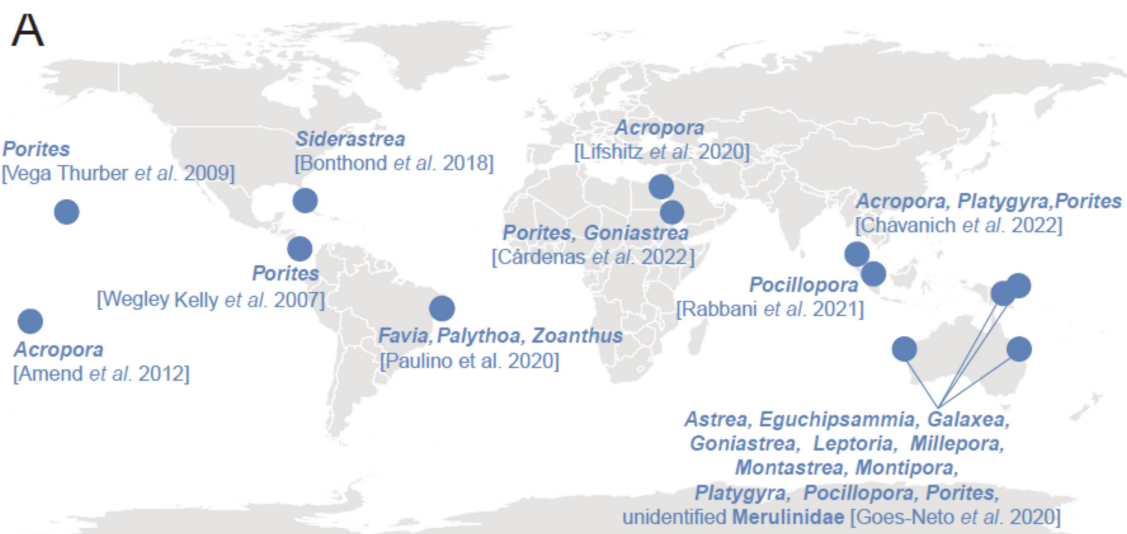 A
Porites
[Vega Thurber et al. 2009]
Siderastrea
[Bonthond et al. 2018]
Acropora
[Lifshitz et al. 2020]
Acropora, Platygyra,Porites
[Chavanich et al. 2022]
Porites, Goniastrea
[Cárdenas et al. 2022]
Porites
[Wegley Kelly et al. 2007]
Pocillopora
[Rabbani et al. 2021]
Acropora
[Amend et al. 2012]
Favia, Palythoa, Zoanthus
[Paulino et al. 2020]
Astrea, Eguchipsammia, Galaxea,
Goniastrea, Leptoria, Millepora,
Montastrea, Montipora,
Platygyra, Pocillopora, Porites,
unidentified Merulinidae [Goes-Neto et al. 2020]